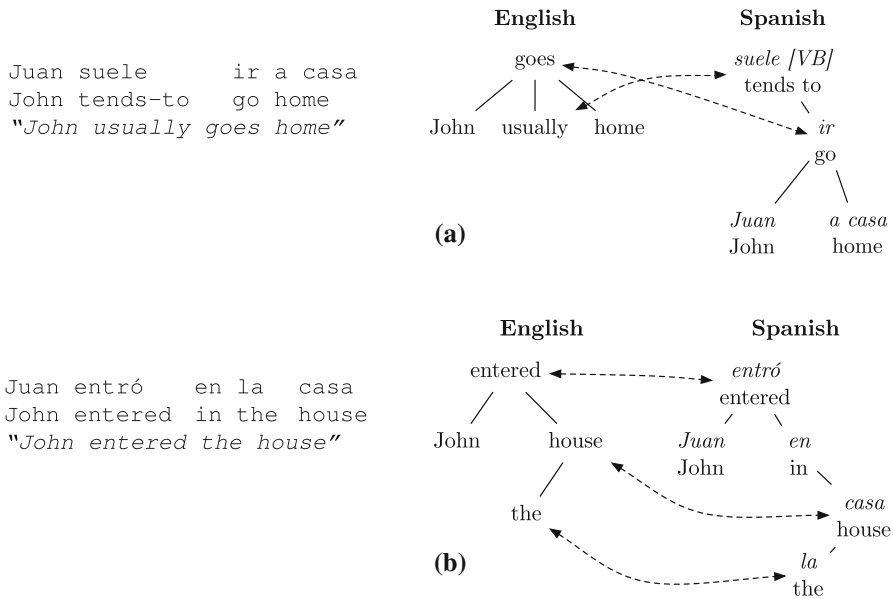 English Spanish
Juan suele ir a casa
John tends-to go home
"John usually goes home"
goes
suele [VB]
tends to
John usually home
ir
go
Juan a casa
John home
(a)
English Spanish
Juan entró en la casa
John entered in the house
"John entered the house"
entered
entró
entered
John house
Juan en
John in
the
casa
house
la
the
(b)